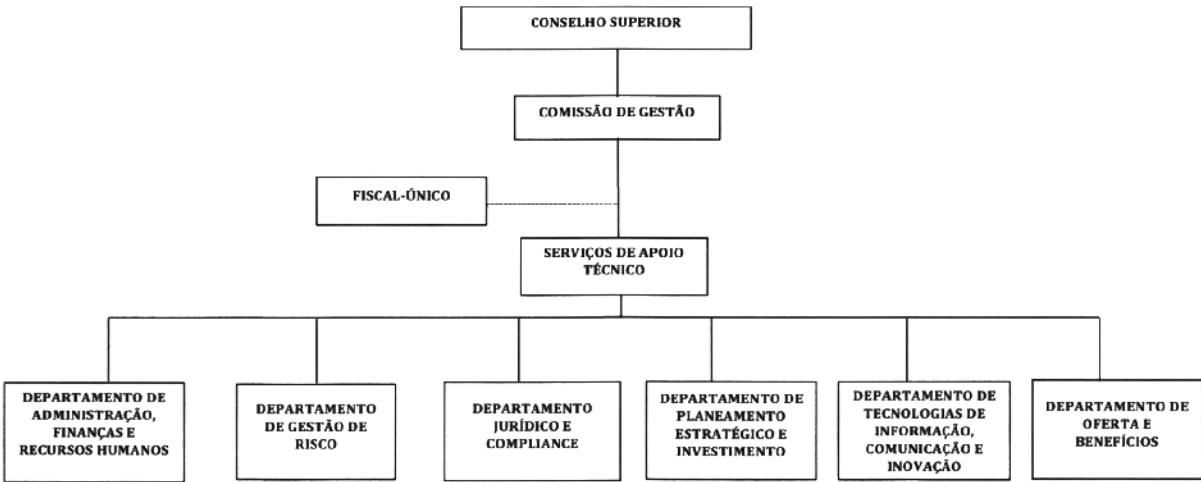 CONSELHO SUPERIOR
COMISSÃO DE GESTÃO
FISCAL-ÚNICO
SERVIÇOS DE APOIO
TÉCNICO
DEPARTAMENTO DE
ADMINISTRAÇÃO,
FINANÇAS E
RECURSOS HUMANOS
DEPARTAMENTO
DE GESTÃO DE
RISCO
DEPARTAMENTO
JURÍDICO E
COMPLIANCE
DEPARTAMENTO DE
PLANEAMENTO
ESTRATÉGICO E
INVESTIMENTO
DEPARTAMENTO DE
TECNOLOGIAS DE
INFORMAÇÃO,
COMUNICAÇÃO E
INOVAÇÃO
DEPARTAMENTO DE
OFERTA E
BENEFÍCIOS